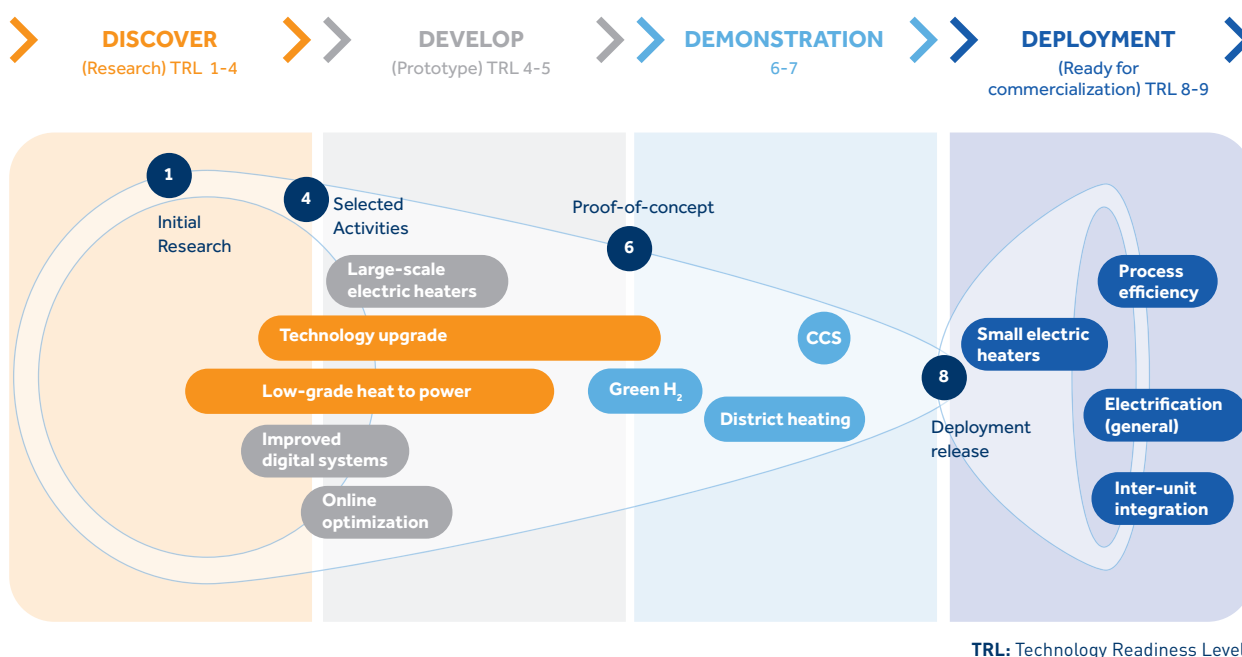 DISCOVER
(Research) TRL 1-4
DEVELOP
(Prototype) TRL 4-5
DEMONSTRATION
6-7
DEPLOYMENT
(Ready for
commercialization) TRL 8-9
1
Initial
Research
4
Selected
Activities
Proof-of-concept
6
Large-scale
electric heaters
Technology upgrade
Low-grade heat to power
Improved
digital systems
Online
optimization
CCS
Green H₂
District heating
8
Deployment
release
Process
efficiency
Small electric
heaters
Electrification
(general)
Inter-unit
integration
TRL: Technology Readiness Level